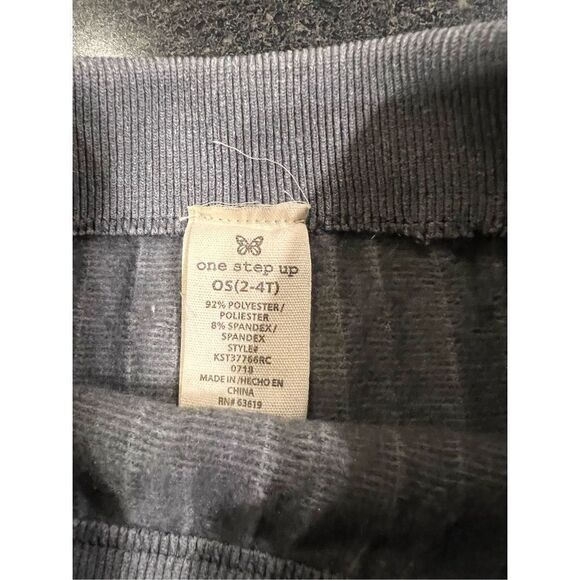 one step up
OS(2-4T)
92% POLYESTER/
POLIESTER
8% SPANDEX/
SPANDEX
STYLE#
KST37766RC
0718
MADE IN/HECHO EN
CHINA
RN# 63619